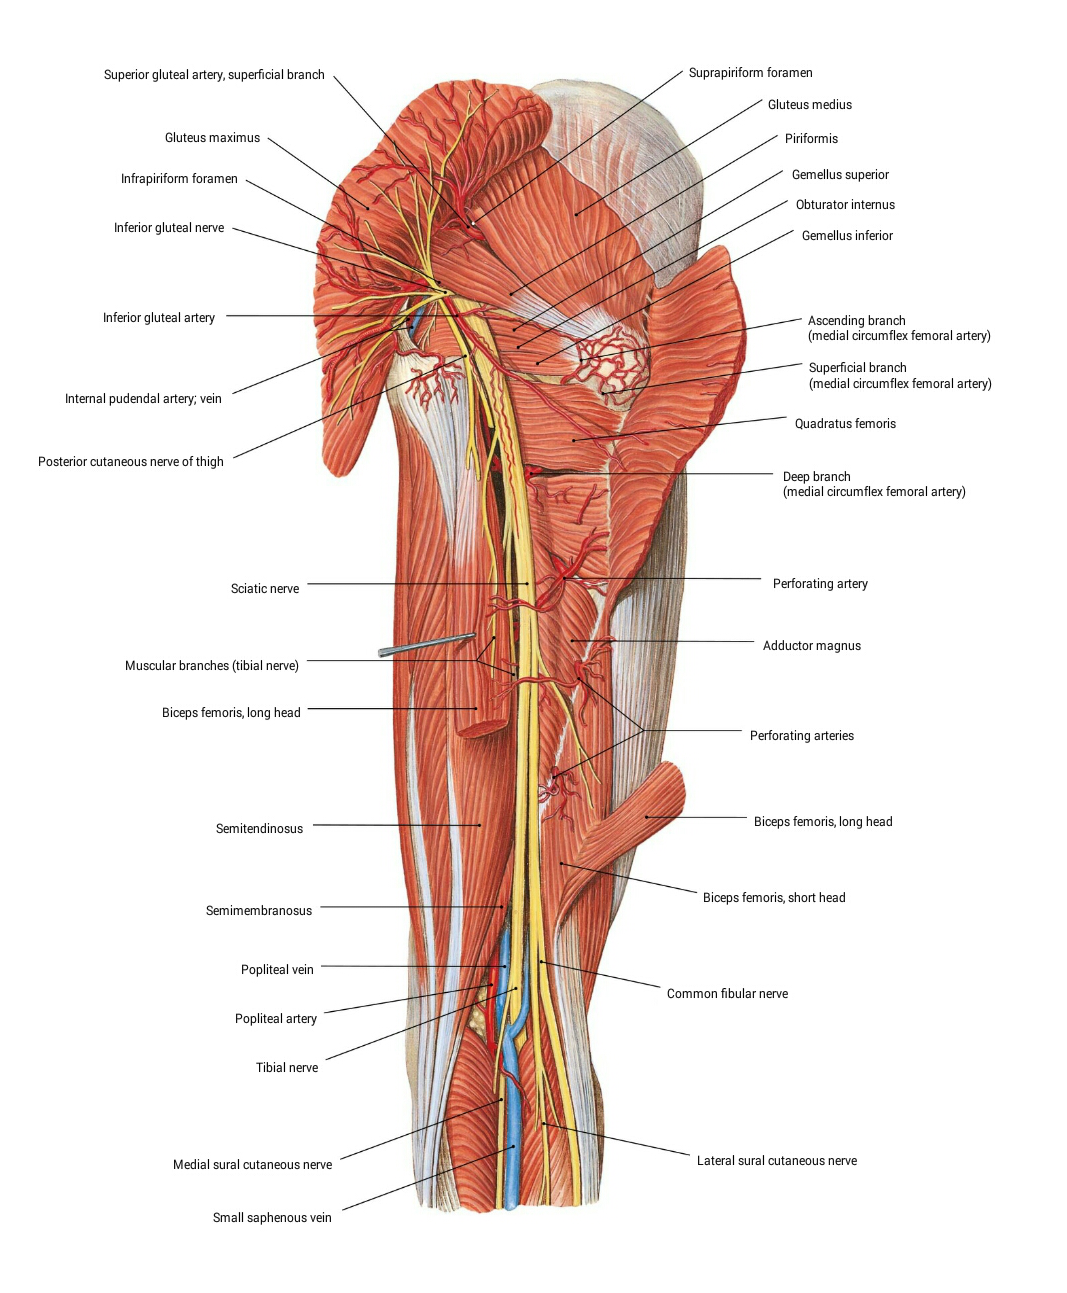 Superior gluteal artery, superficial branch
Gluteus maximus
Infrapiriform foramen
Inferior gluteal nerve
Inferior gluteal artery
Internal pudendal artery; vein
Posterior cutaneous nerve of thigh
Sciatic nerve
Muscular branches (tibial nerve)
Biceps femoris, long head
Semitendinosus
Semimembranosus
Popliteal vein
Popliteal artery
Tibial nerve
Medial sural cutaneous nerve
Small saphenous vein
Suprapiriform foramen
Gluteus medius
Piriformis
Gemellus superior
Obturator internus
Gemellus inferior
Ascending branch
(medial circumflex femoral artery)
Superficial branch
(medial circumflex femoral artery)
Quadratus femoris
Deep branch
(medial circumflex femoral artery)
Perforating artery
Adductor magnus
Perforating arteries
Biceps femoris, long head
Biceps femoris, short head
Common fibular nerve
Lateral sural cutaneous nerve